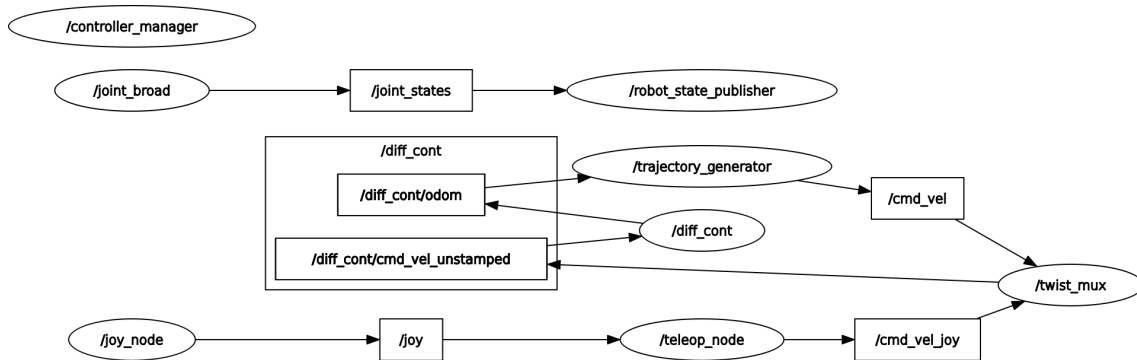 /controller_manager
/joint_broad
/joint_states
/robot_state_publisher
/diff_cont
/trajectory_generator
/diff_cont/odom
/cmd_vel
/diff_cont
/diff_cont/cmd_vel_unstamped
/twist_mux
/joy_node
/joy
/teleop_node
/cmd_vel_joy